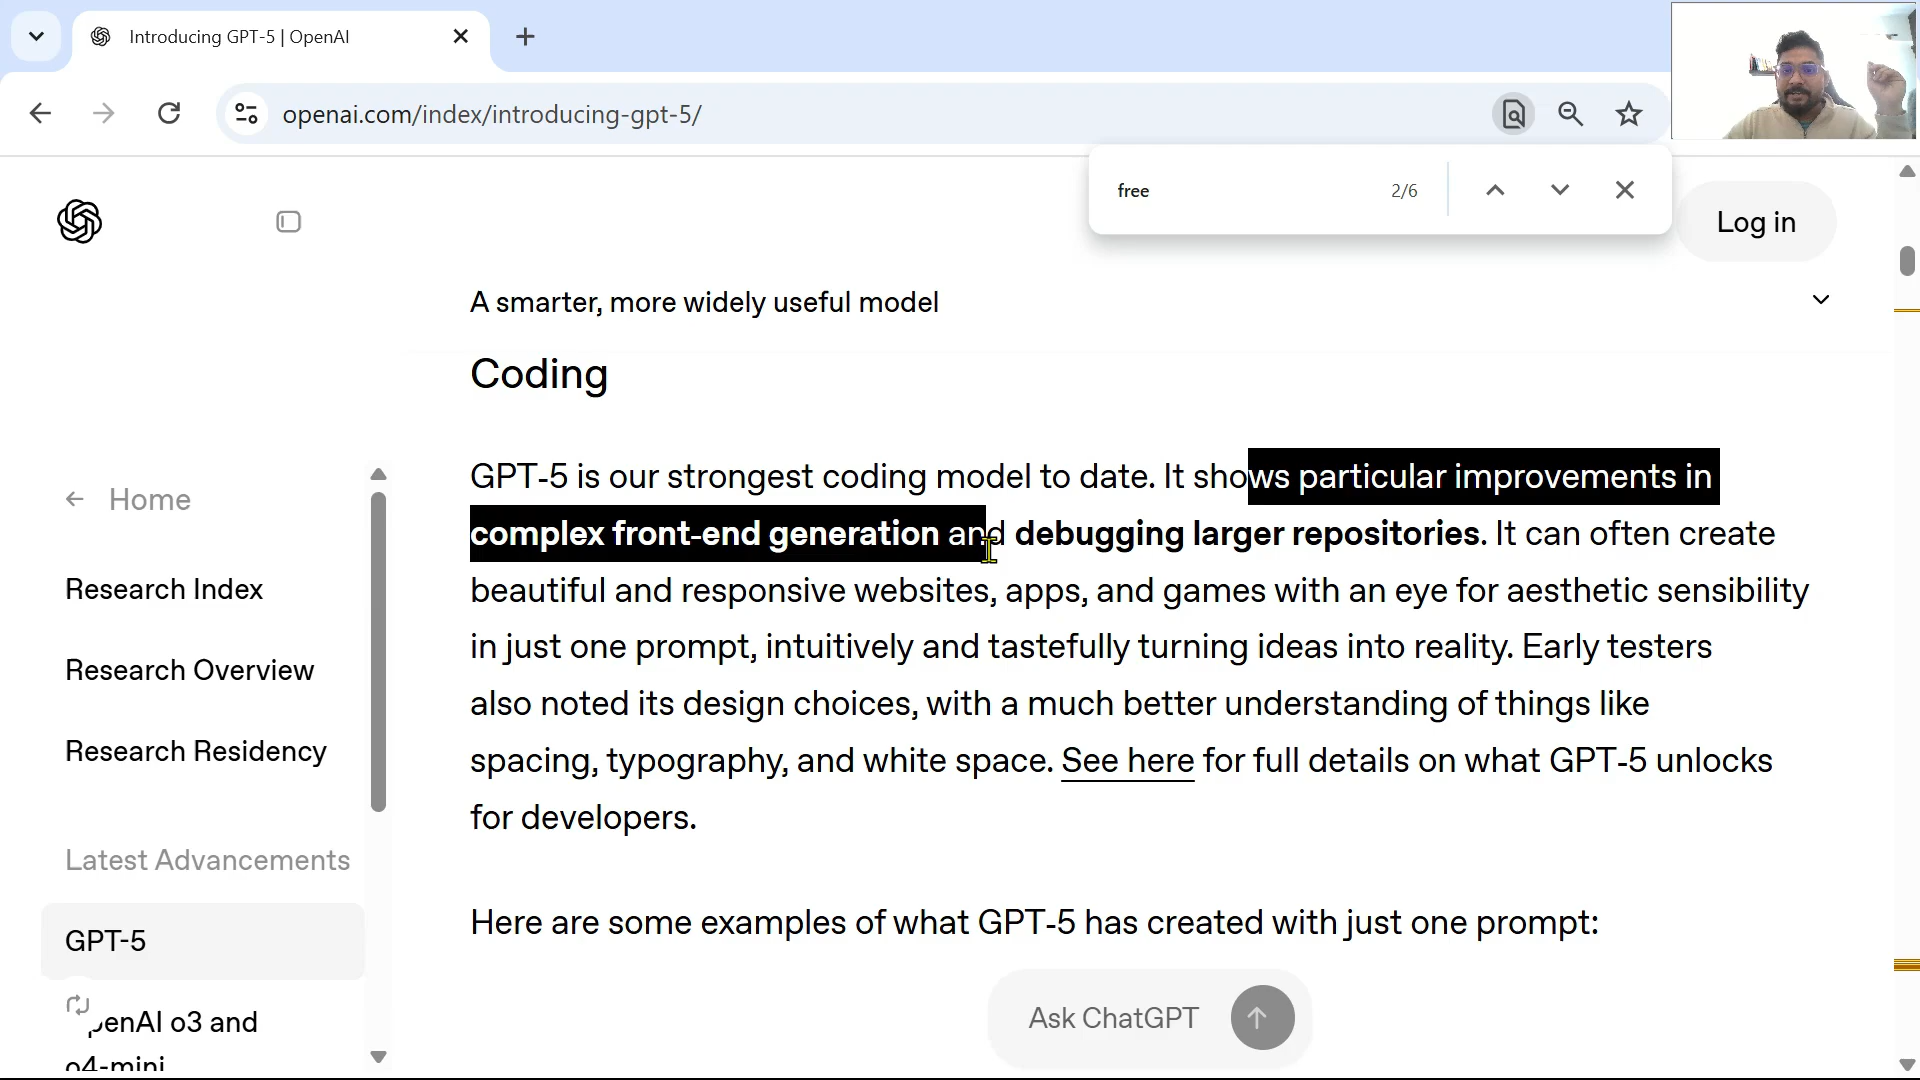 Introducing GPT-5 | OpenAI
openai.com/index/introducing-gpt-5/
free 2/6
Log in
A smarter, more widely useful model
Coding
GPT-5 is our strongest coding model to date. It shows particular improvements in
complex front-end generation and debugging larger repositories. It can often create
beautiful and responsive websites, apps, and games with an eye for aesthetic sensibility
in just one prompt, intuitively and tastefully turning ideas into reality. Early testers
also noted its design choices, with a much better understanding of things like
spacing, typography, and white space. See here for full details on what GPT-5 unlocks
for developers.
Here are some examples of what GPT-5 has created with just one prompt:
Ask ChatGPT
Home
Research Index
Research Overview
Research Residency
Latest Advancements
GPT-5
penAI o3 and
o4-mini